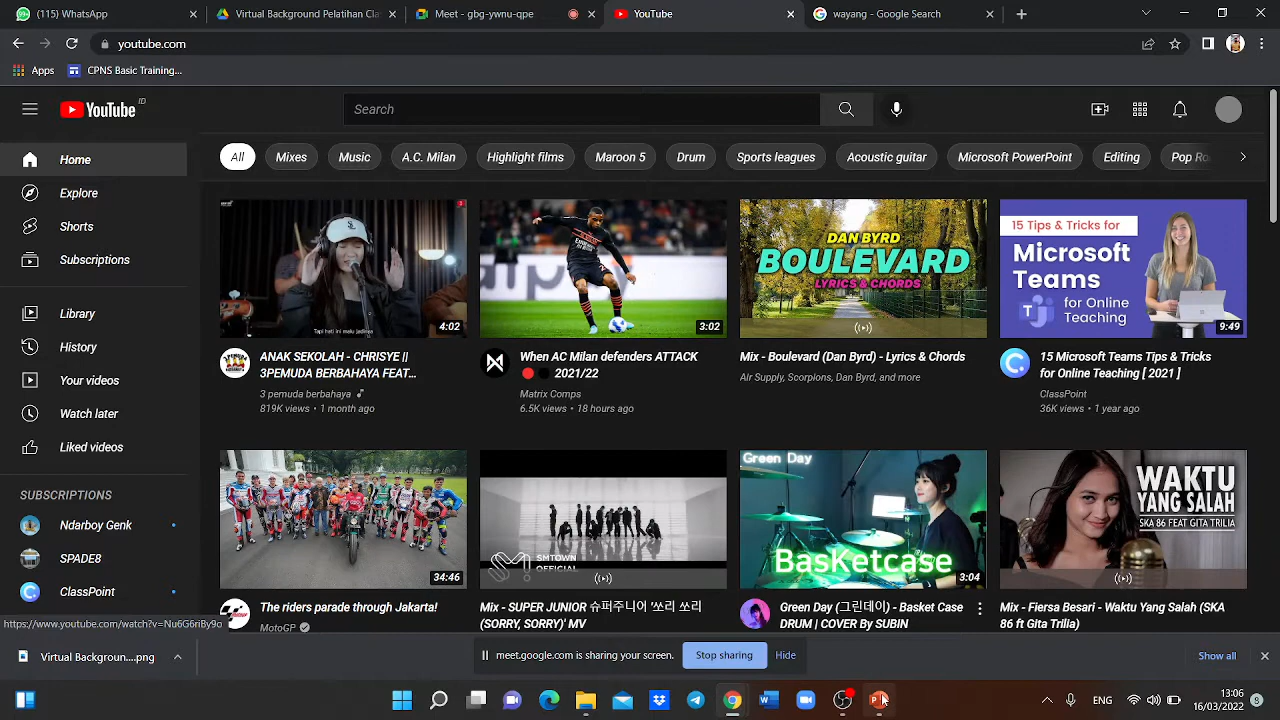 (115) WhatsApp
Virtual Background Pelatihan Clas
Meet - gbg-ywnu-qpe
YouTube
wayang - Google Search
youtube.com
Apps
CPNS Basic Training...
YouTube ID
Search
Home
Explore
Shorts
Subscriptions
Library
History
Your videos
Watch later
Liked videos
SUBSCRIPTIONS
Ndarboy Genk
SPADEB
ClassPoint
All
Mixes
Music
A.C. Milan
Highlight films
Maroon 5
Drum
Sports leagues
Acoustic guitar
Microsoft PowerPoint
Editing
Pop Ro
Tapi hati ini malu jadinya
4:02
ANAK SEKOLAH - CHRISYE ||
3PEMUDA BERBAHAYA FEAT...
3 pemuda berbahaya
819K views • 1 month ago
3:02
When AC Milan defenders ATTACK
2021/22
Matrix Comps
6.5K views • 18 hours ago
DAN BYRD
BOULEVARD
LYRICS & CHORDS
Mix - Boulevard (Dan Byrd) - Lyrics & Chords
Air Supply, Scorpions, Dan Byrd, and more
15 Tips & Tricks for
Microsoft
Teams
for Online
Teaching
9:49
15 Microsoft Teams Tips & Tricks
for Online Teaching [ 2021 ]
ClassPoint
36K views • 1 year ago
34:46
The riders parade through Jakarta!
MotoGP
SMTOWN
OFFICIAL
Mix - SUPER JUNIOR 슈퍼주니어 '쏘리 쏘리
(SORRY, SORRY)' MV
Green Day
BasKetcase
3:04
Green Day (그린데이) - Basket Case
DRUM | COVER By SUBIN
WAKTU
YANG SALAH
SKA 86 FEAT GITA TRILIA
Mix - Fiersa Besari - Waktu Yang Salah (SKA
86 ft Gita Trilia)
https://www.youtube.com/watch?v=Nu6G6riBy9o
Virtual Backgroun....png
meet.google.com is sharing your screen.
Stop sharing
Hide
Show all
ENG
13:06
16/03/2022